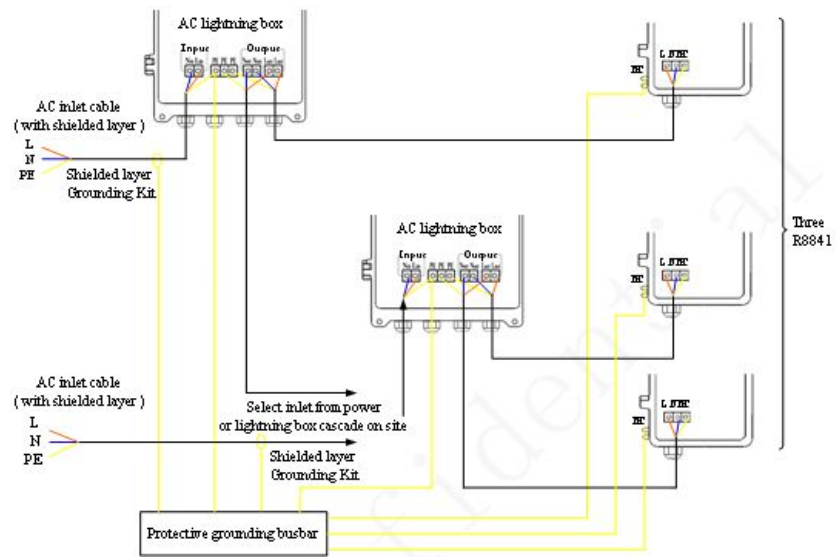 AC lightning box
Input
Output
AC inlet cable
( with shielded layer )
L
N
PE
Shielded layer
Grounding Kit
AC lightning box
Input
Output
AC inlet cable
( with shielded layer )
L
N
PE
Select inlet from power
or lightning box cascade on site
Shielded layer
Grounding Kit
Protective grounding busbar
Three
R8841